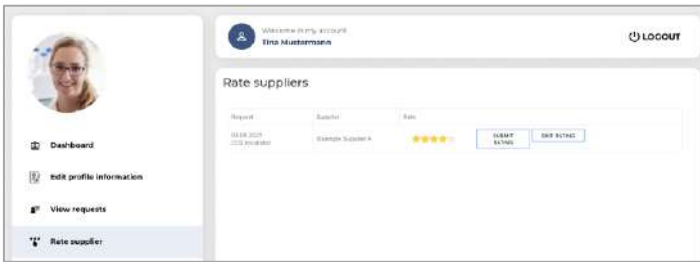 Welcome in my account
Tina Mustermann
LOGOUT
Rate suppliers
Request
Supplier
Rate
Example Supplier A
SUBMIT
RATING
EDIT RATING
Dashboard
Edit profile information
View requests
Rate supplier